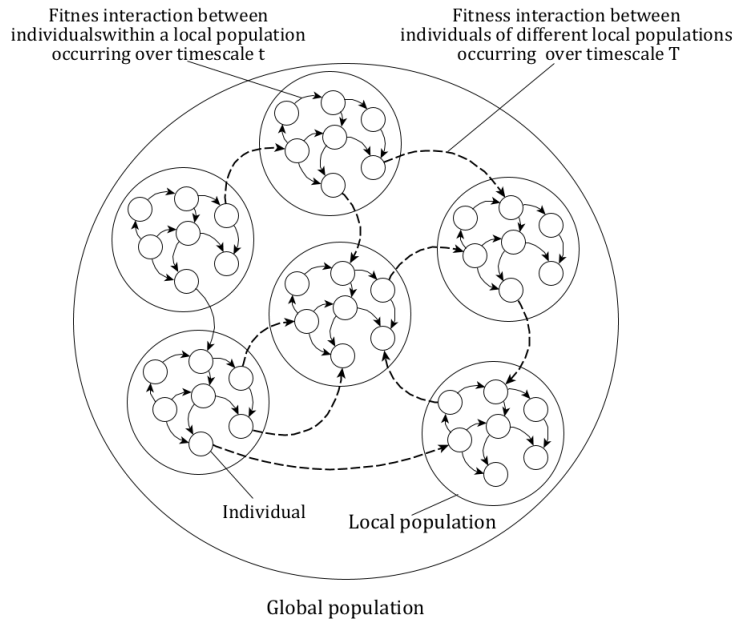 Fitnes interaction between
individualswithin a local population
occurring over timescale t
Fitness interaction between
individuals of different local populations
occurring over timescale T
Individual
Local population
Global population